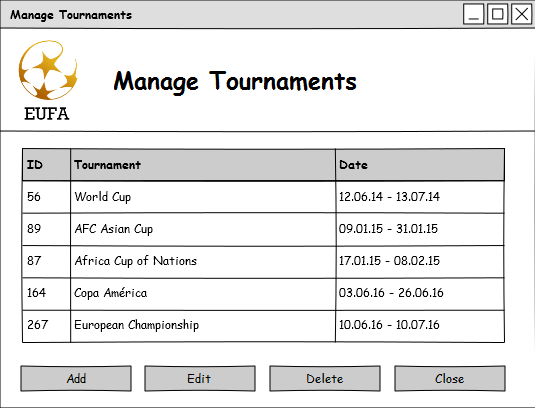 Manage Tournaments
Manage Tournaments
EUFA
ID Tournament Date
56 World Cup 12.06.14 - 13.07.14
89 AFC Asian Cup 09.01.15 - 31.01.15
87 Africa Cup of Nations 17.01.15 - 08.02.15
164 Copa América 03.06.16 - 26.06.16
267 European Championship 10.06.16 - 10.07.16
Add Edit Delete Close